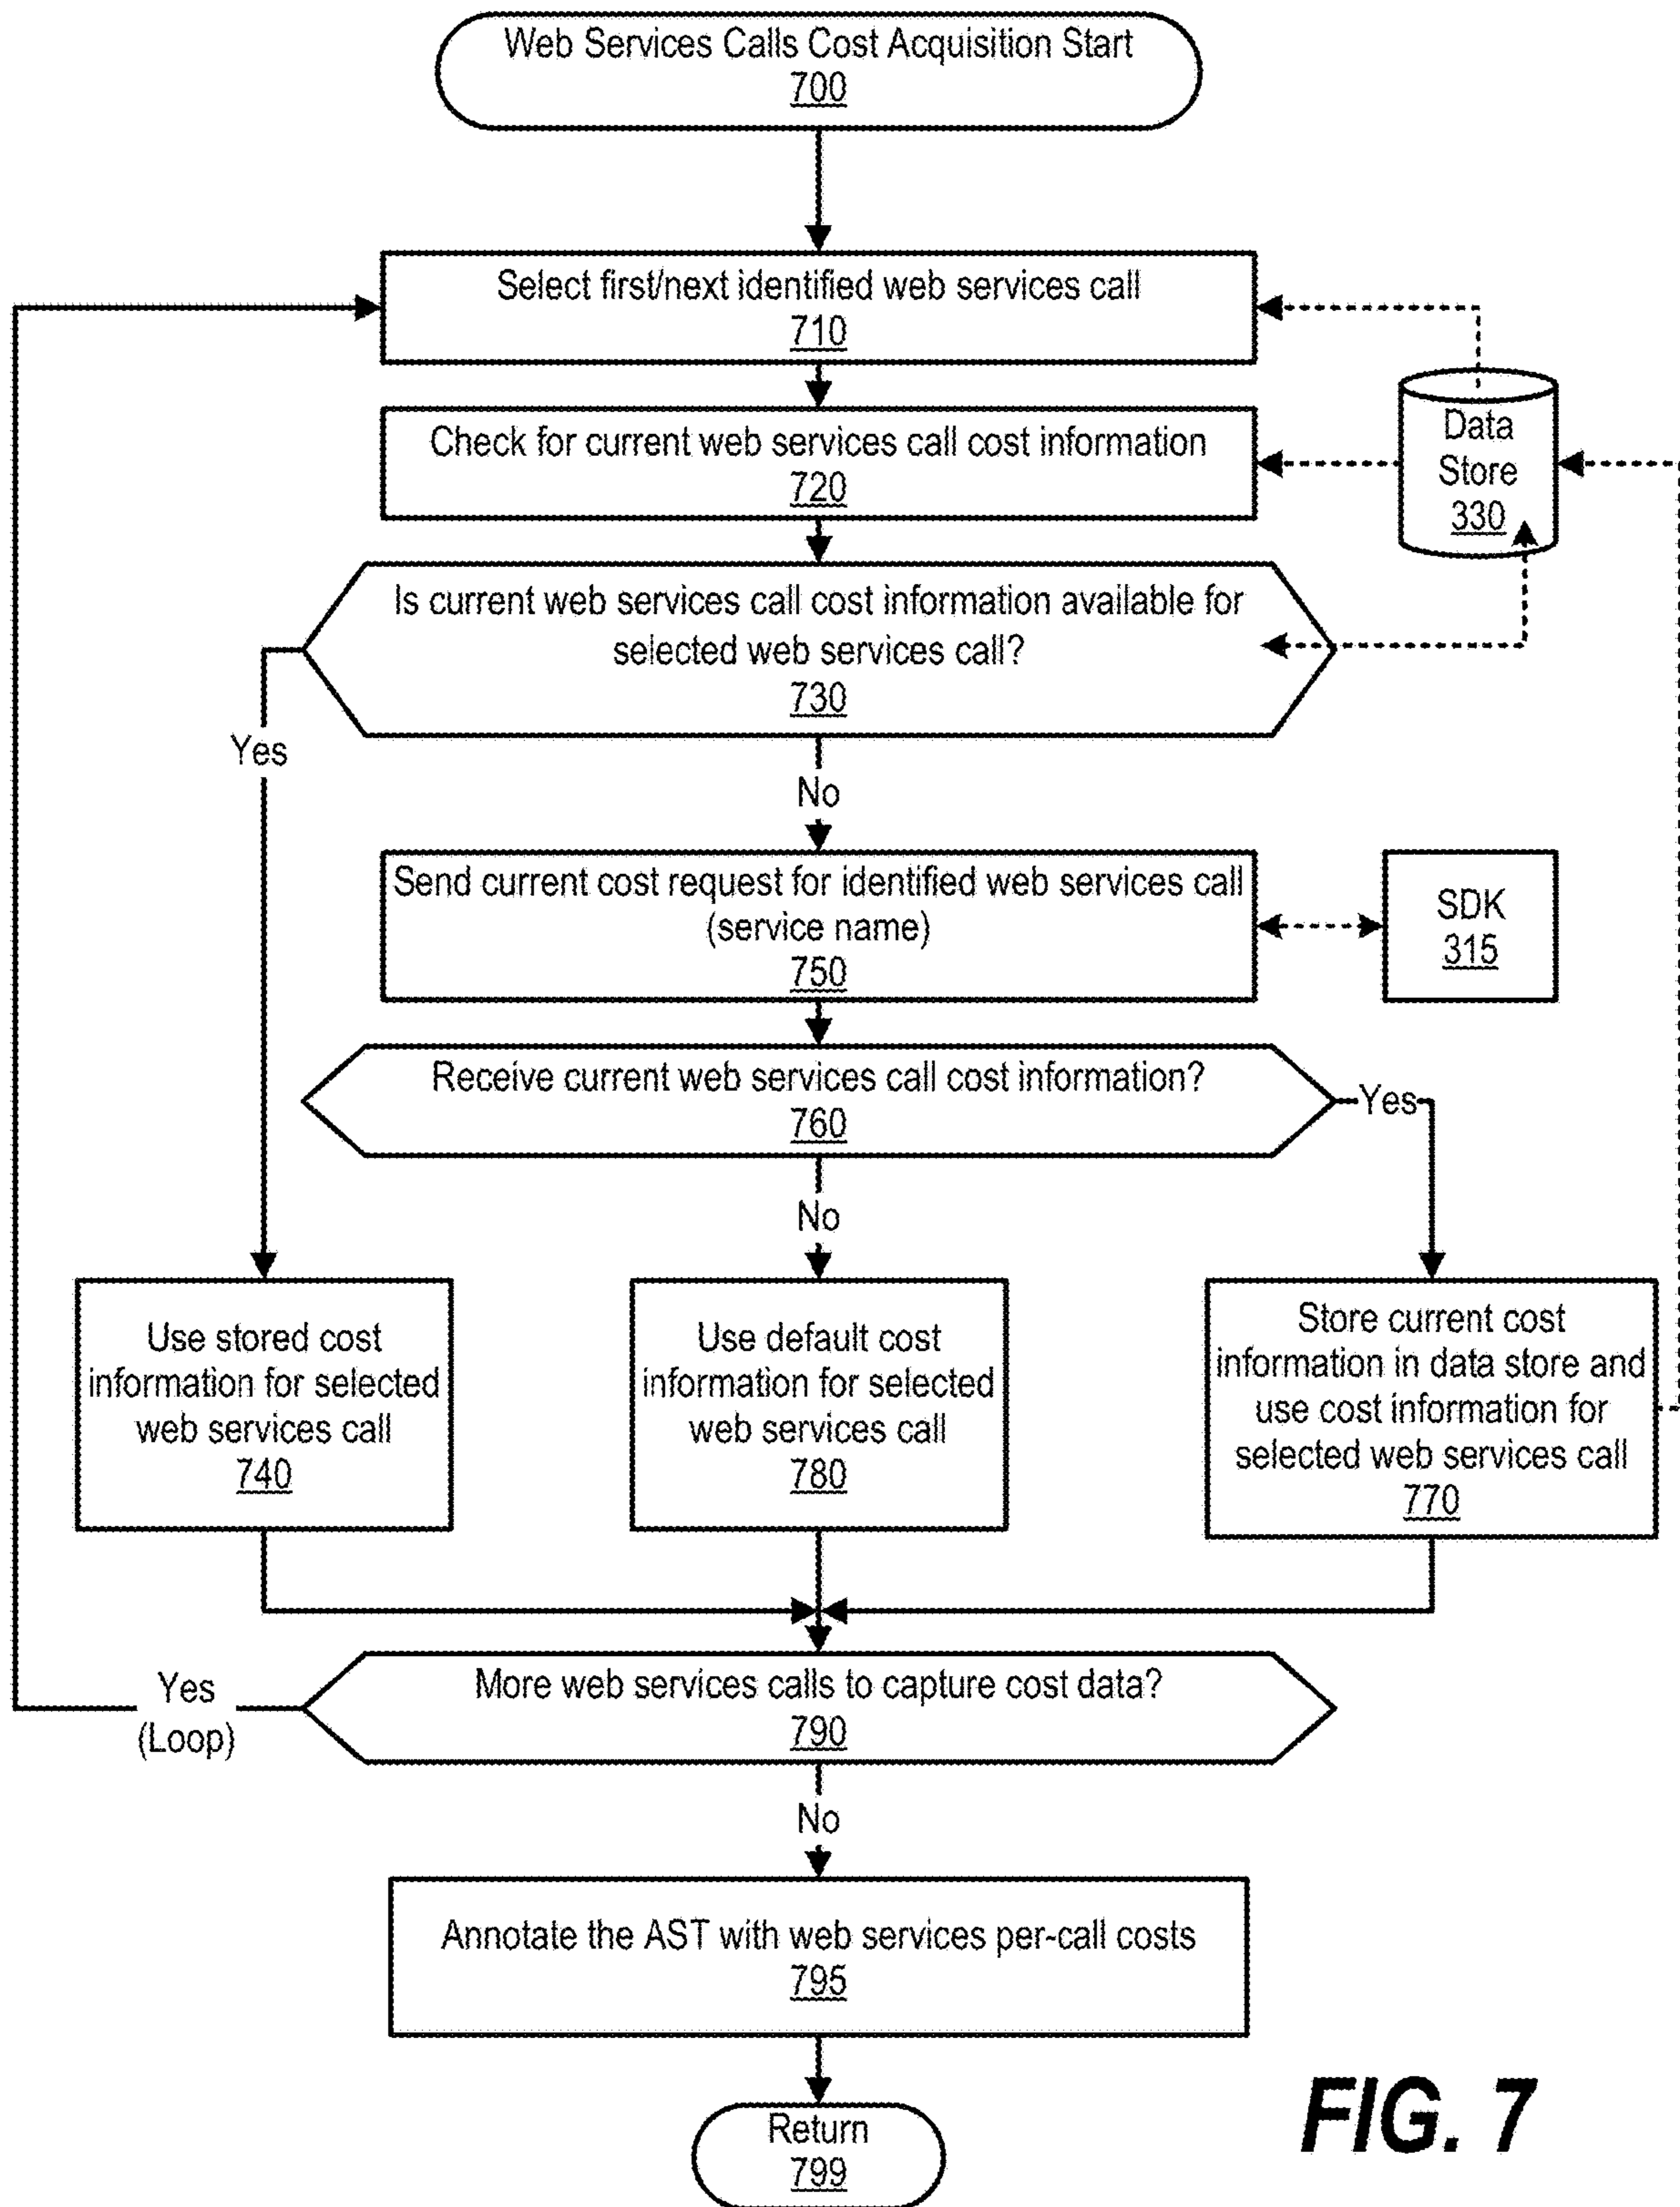 Web Services Calls Cost Acquisition Start
700
Select first/next identified web services call
710
Check for current web services call cost information
720
Data
Store
330
Is current web services call cost information available for
selected web services call?
730
Yes
No
Send current cost request for identified web services call
(service name)
750
SDK
315
Receive current web services call cost information?
760
Yes
No
Use stored cost
information for selected
web services call
740
Use default cost
information for selected
web services call
780
Store current cost
information in data store and
use cost information for
selected web services call
770
More web services calls to capture cost data?
790
Yes
(Loop)
No
Annotate the AST with web services per-call costs
795
Return
799
FIG. 7